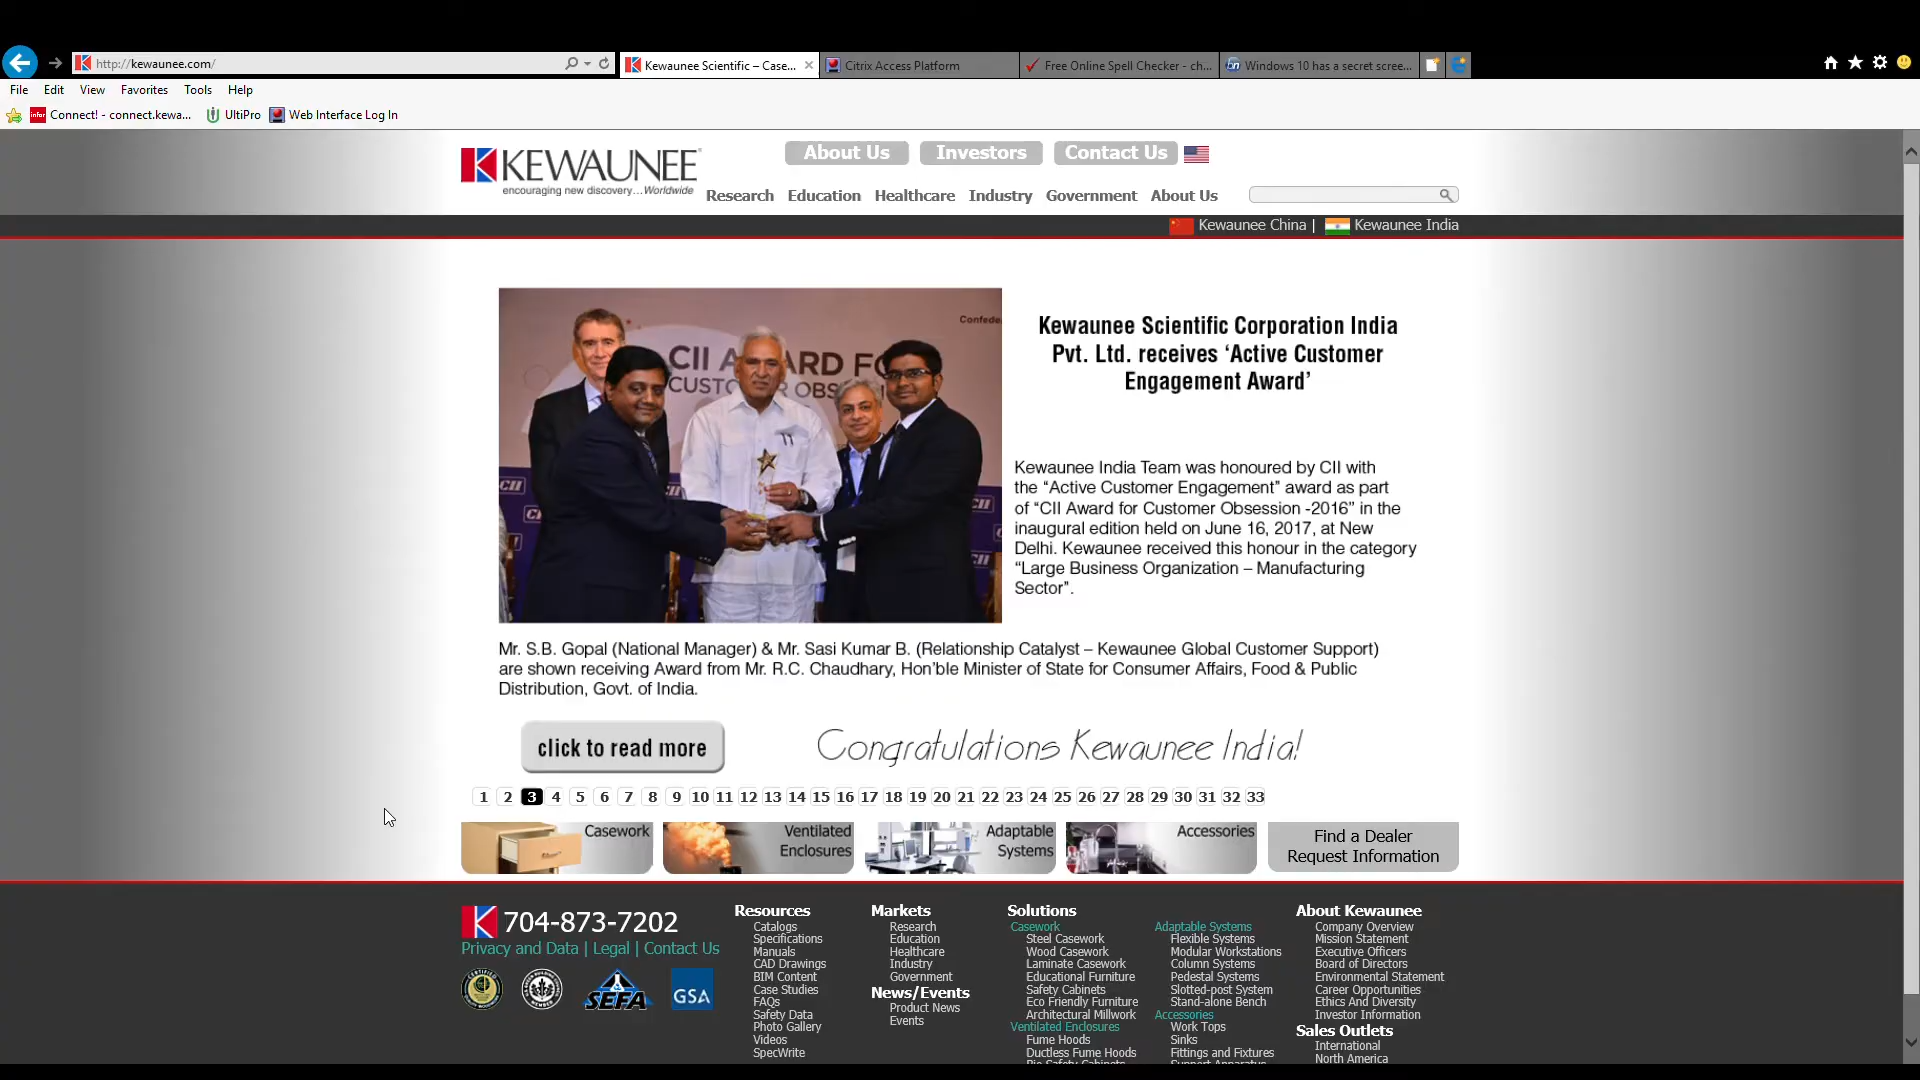 http://kewaunee.com/
Kewaunee Scientific – Case...
Citrix Access Platform
Free Online Spell Checker - ch...
Windows 10 has a secret scree...
File Edit View Favorites Tools Help
Connect! - connect.kewa... UltiPro Web Interface Log In
KEWAUNEE
encouraging new discovery...Worldwide
About Us Investors Contact Us
Research Education Healthcare Industry Government About Us
Kewaunee China | Kewaunee India
Confede
CII AWARD FO
CUSTOMER OBS
CII
CII
CII
CII
Kewaunee Scientific Corporation India
Pvt. Ltd. receives ‘Active Customer
Engagement Award’
Kewaunee India Team was honoured by CII with
the “Active Customer Engagement” award as part
of “CII Award for Customer Obsession -2016” in the
inaugural edition held on June 16, 2017, at New
Delhi. Kewaunee received this honour in the category
“Large Business Organization – Manufacturing
Sector”.
Mr. S.B. Gopal (National Manager) & Mr. Sasi Kumar B. (Relationship Catalyst – Kewaunee Global Customer Support)
are shown receiving Award from Mr. R.C. Chaudhary, Hon’ble Minister of State for Consumer Affairs, Food & Public
Distribution, Govt. of India.
click to read more
Congratulations Kewaunee India!
1 2 3 4 5 6 7 8 9 10 11 12 13 14 15 16 17 18 19 20 21 22 23 24 25 26 27 28 29 30 31 32 33
Casework
Ventilated
Enclosures
Adaptable
Systems
Accessories
Find a Dealer
Request Information
704-873-7202
Privacy and Data | Legal | Contact Us
SEFA
GSA
Resources
Catalogs
Specifications
Manuals
CAD Drawings
BIM Content
Case Studies
FAQs
Safety Data
Photo Gallery
Videos
SpecWrite
Markets
Research
Education
Healthcare
Industry
Government
News/Events
Product News
Events
Solutions
Casework
Steel Casework
Wood Casework
Laminate Casework
Educational Furniture
Safety Cabinets
Eco Friendly Furniture
Architectural Millwork
Ventilated Enclosures
Fume Hoods
Ductless Fume Hoods
Adaptable Systems
Flexible Systems
Modular Workstations
Column Systems
Pedestal Systems
Slotted-post System
Stand-alone Bench
Accessories
Work Tops
Sinks
Fittings and Fixtures
About Kewaunee
Company Overview
Mission Statement
Executive Officers
Board of Directors
Environmental Statement
Career Opportunities
Ethics And Diversity
Investor Information
Sales Outlets
International
North America